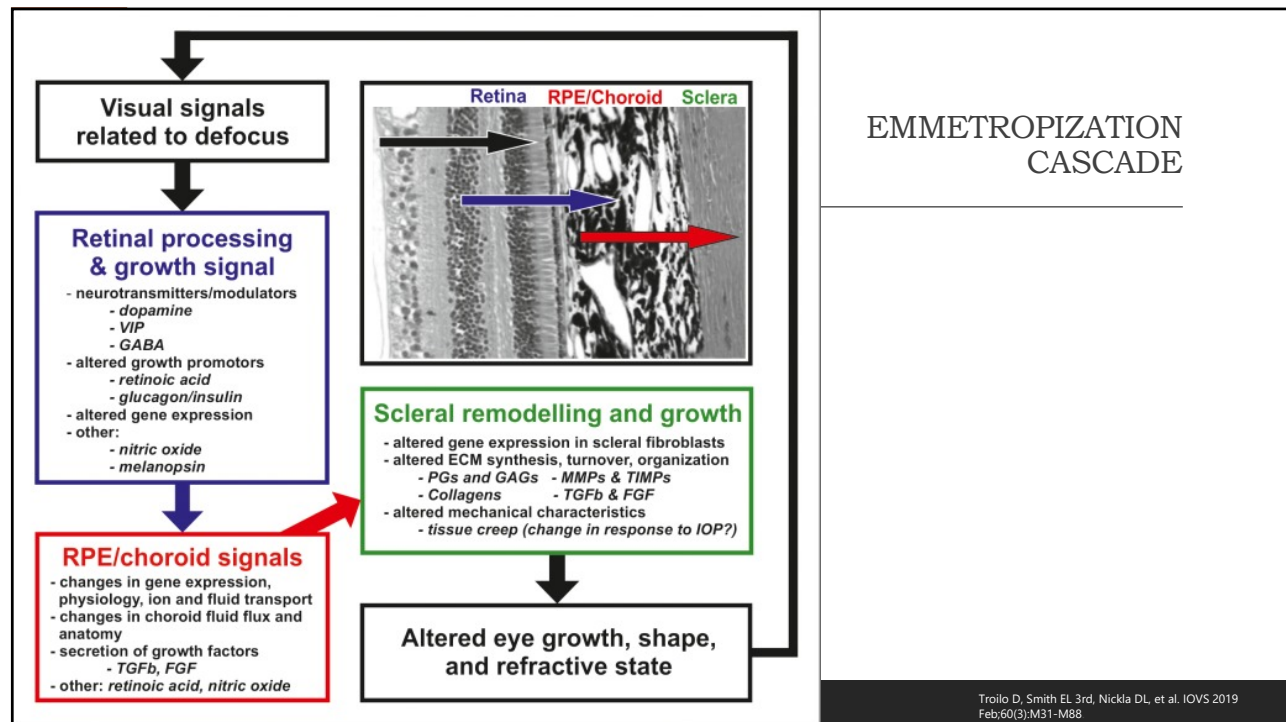 Visual signals
related to defocus
Retinal processing
& growth signal
- neurotransmitters/modulators
- dopamine
- VIP
- GABA
- altered growth promotors
- retinoic acid
- glucagon/insulin
- altered gene expression
- other:
- nitric oxide
- melanopsin
RPE/choroid signals
- changes in gene expression,
physiology, ion and fluid transport
- changes in choroid fluid flux and
anatomy
- secretion of growth factors
- TGFb, FGF
- other: retinoic acid, nitric oxide
Retina RPE/Choroid Sclera
Scleral remodelling and growth
- altered gene expression in scleral fibroblasts
- altered ECM synthesis, turnover, organization
- PGs and GAGs - MMPs & TIMPs
- Collagens - TGFb & FGF
- altered mechanical characteristics
- tissue creep (change in response to IOP?)
Altered eye growth, shape,
and refractive state
EMMETROPIZATION
CASCADE
Troilo D, Smith EL 3rd, Nickla DL, et al. IOVS 2019
Feb;60(3):M31-M88